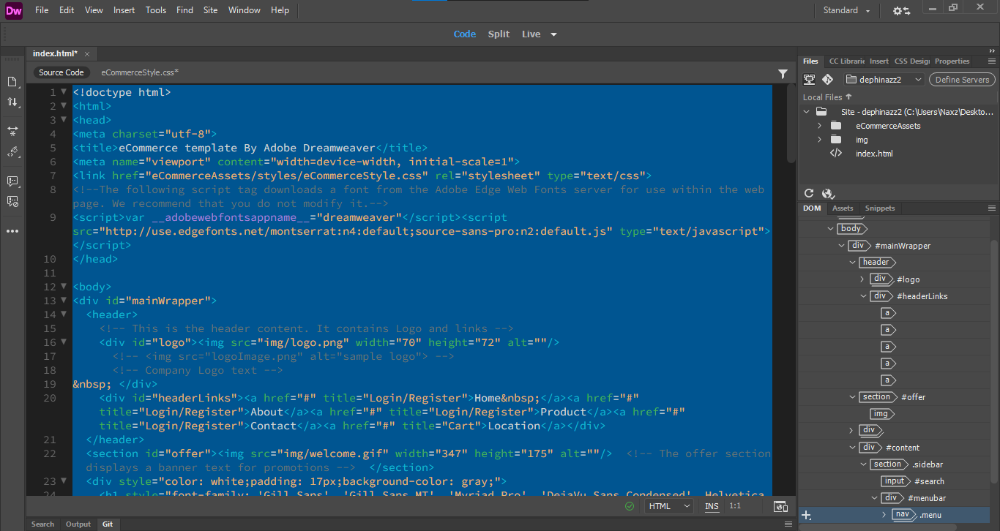 Dw File Edit View Insert Tools Find Site Window Help Standard
Code Split Live
index.html*
Source Code eCommerceStyle.css*
1 <!doctype html>
2 <html>
3 <head>
4 <meta charset="utf-8">
5 <title>eCommerce template By Adobe Dreamweaver</title>
6 <meta name="viewport" content="width=device-width, initial-scale=1">
7 <link href="eCommerceAssets/styles/eCommerceStyle.css" rel="stylesheet" type="text/css">
8 <!--The following script tag downloads a font from the Adobe Edge Web Fonts server for use within the web
page. We recommend that you do not modify it.-->
9 <script>var __adobewebfontsappname__="dreamweaver"</script><script
src="http://use.edgefonts.net/montserrat:n4:default;source-sans-pro:n2:default.js" type="text/javascript">
</script>
10 </head>
11
12 <body>
13 <div id="mainWrapper">
14 <header>
15 <!-- This is the header content. It contains Logo and links -->
16 <div id="logo"><img src="img/logo.png" width="70" height="72" alt=""/>
17 <!-- <img src="logoImage.png" alt="sample logo"> -->
18 <!-- Company Logo text -->
19 &nbsp; </div>
20 <div id="headerLinks"><a href="#" title="Login/Register">Home&nbsp;</a><a href="#"
title="Login/Register">About</a><a href="#" title="Login/Register">Product</a><a href="#"
title="Login/Register">Contact</a><a href="#" title="Cart">Location</a></div>
21 </header>
22 <section id="offer"><img src="img/welcome.gif" width="347" height="175" alt=""/> <!-- The offer section
displays a banner text for promotions --> </section>
23 <div style="color: white;padding: 17px;background-color: gray;">
24 <h1 style="font-family: 'Gill Sans', 'Gill Sans MT', 'Myriad Pro', 'DejaVu Sans Condensed', Helvetica,
HTML INS 1:1
Search Output Git
Files CC Librarie Insert CSS Desig Properties
dephinazz2 Define Servers
Local Files
Site - dephinazz2 (C:\Users\Naxz\Deskto...
eCommerceAssets
img
index.html
DOM Assets Snippets
body
div #mainWrapper
header
div #logo
div #headerLinks
a
a
a
a
a
section #offer
img
div
div #content
section .sidebar
input #search
div #menubar
nav .menu